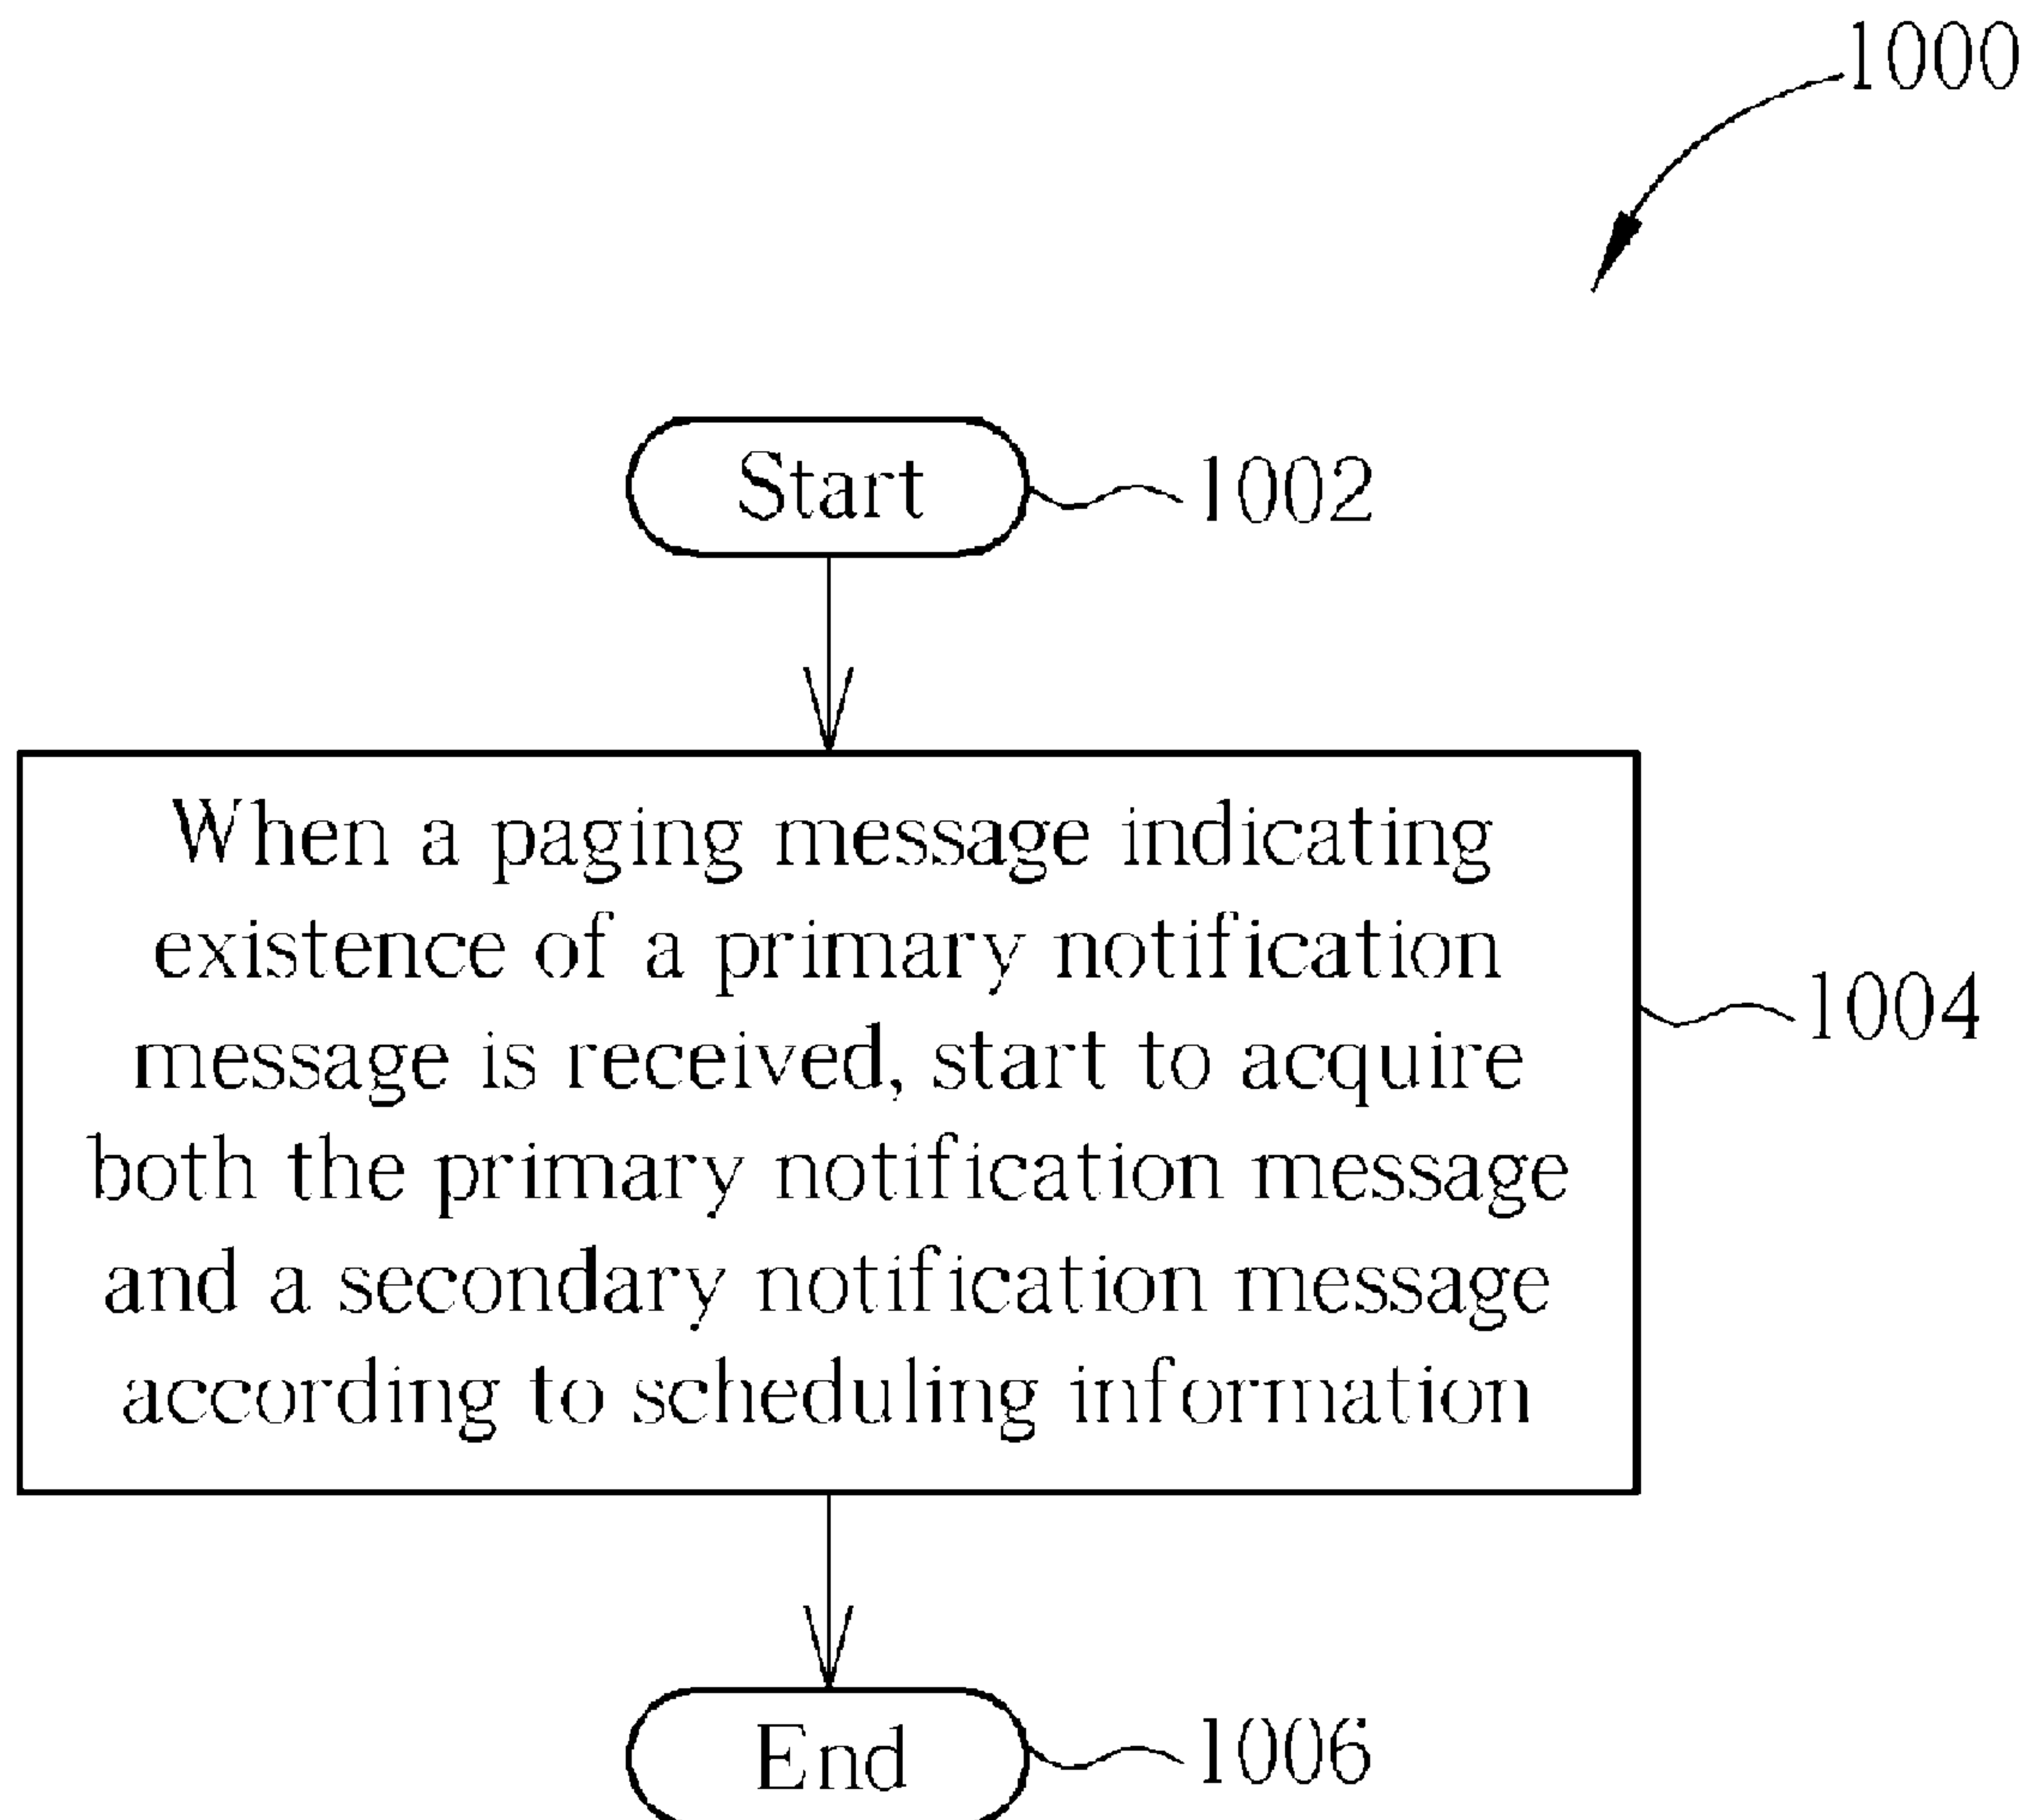 1000
Start
1002
When a paging message indicating
existence of a primary notification
message is received, start to acquire
both the primary notification message
and a secondary notification message
according to scheduling information
1004
End
1006